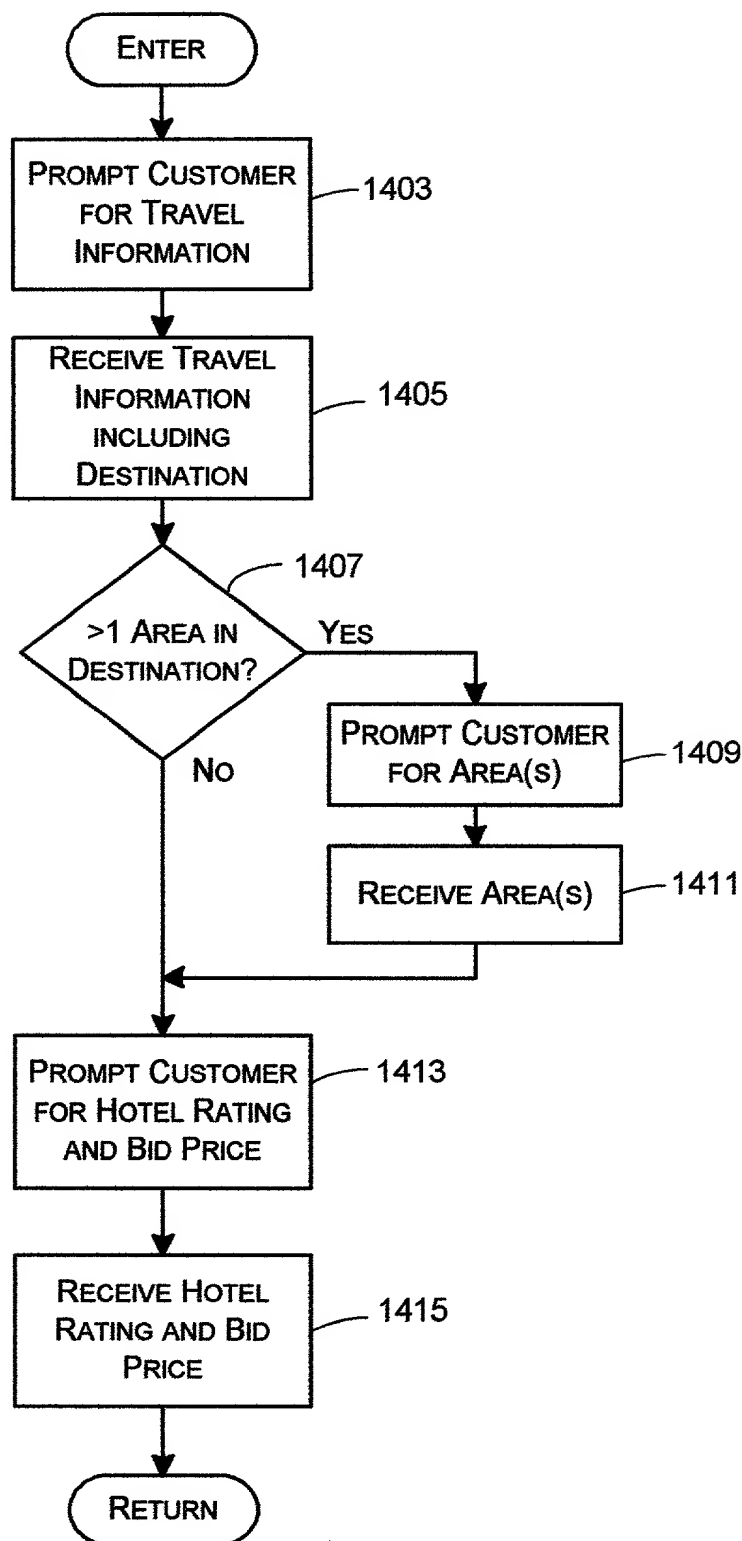 ENTER
PROMPT CUSTOMER
FOR TRAVEL
INFORMATION
1403
RECEIVE TRAVEL
INFORMATION
INCLUDING
DESTINATION
1405
1407
>1 AREA IN
DESTINATION?
YES
NO
PROMPT CUSTOMER
FOR AREA(S)
1409
RECEIVE AREA(S)
1411
PROMPT CUSTOMER
FOR HOTEL RATING
AND BID PRICE
1413
RECEIVE HOTEL
RATING AND BID
PRICE
1415
RETURN